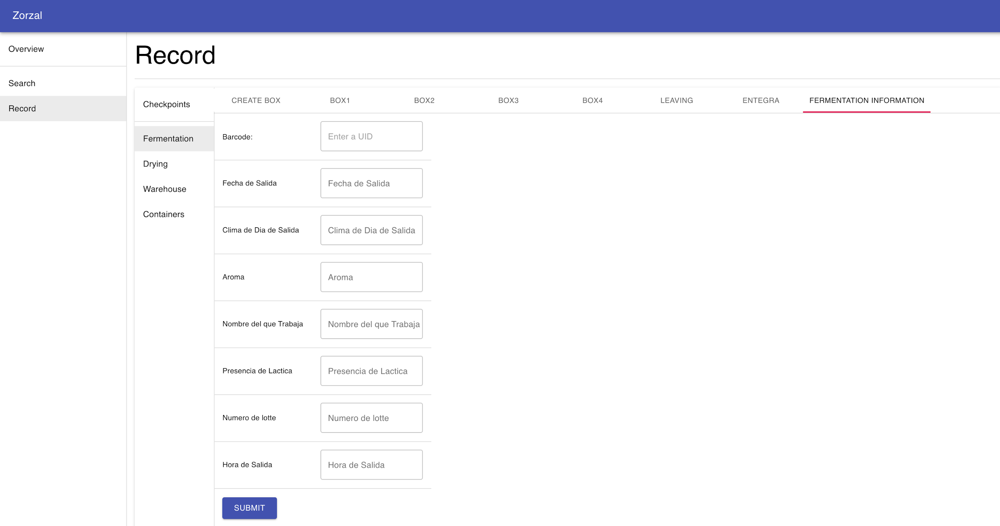 Zorzal
Overview
Search
Record
Record
Checkpoints
Fermentation
Drying
Warehouse
Containers
CREATE BOX BOX1 BOX2 BOX3 BOX4 LEAVING ENTEGRA FERMENTATION INFORMATION
Barcode: Enter a UID
Fecha de Salida Fecha de Salida
Clima de Dia de Salida Clima de Dia de Salida
Aroma Aroma
Nombre del que Trabaja Nombre del que Trabaja
Presencia de Lactica Presencia de Lactica
Numero de lotte Numero de lotte
Hora de Salida Hora de Salida
SUBMIT